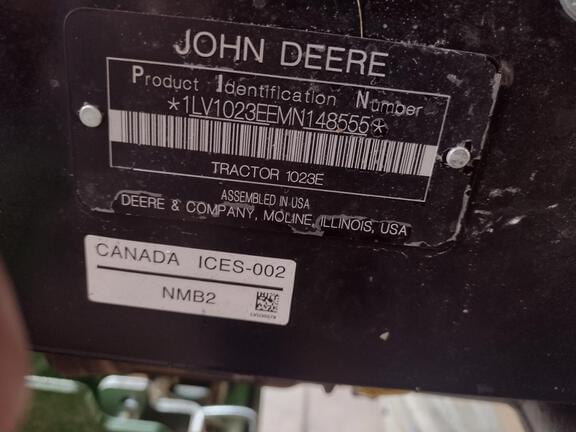 JOHN DEERE
Product Identification Number
*1LV1023EEMN148555*
TRACTOR 1023E
ASSEMBLED IN USA
DEERE & COMPANY, MOLINE, ILLINOIS, USA
CANADA ICES-002
NMB2